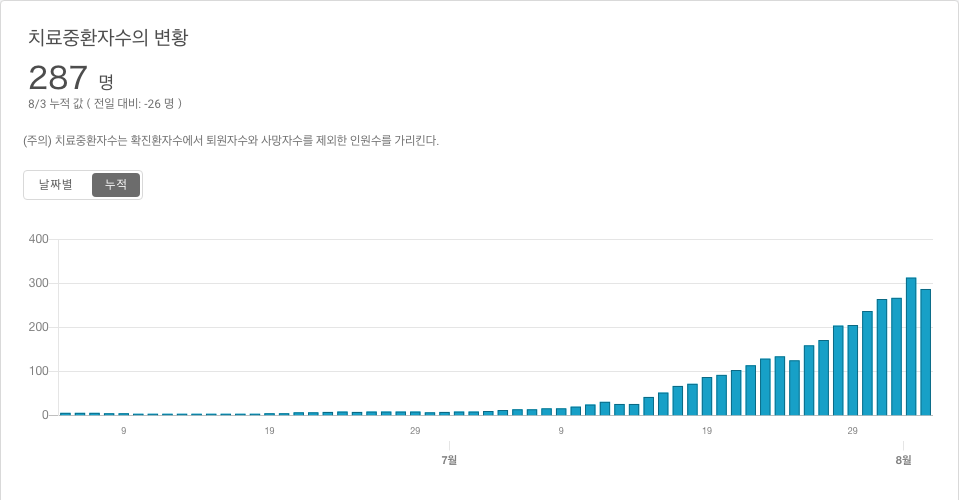 치료중환자수의 변황
287 명
8/3 누적 값 ( 전일 대비: -26 명 )
(주의) 치료중환자수는 확진환자수에서 퇴원자수와 사망자수를 제외한 인원수를 가리킨다.
날짜별 누적
400
300
200
100
0
9 19 29 9 19 29
7월 8월